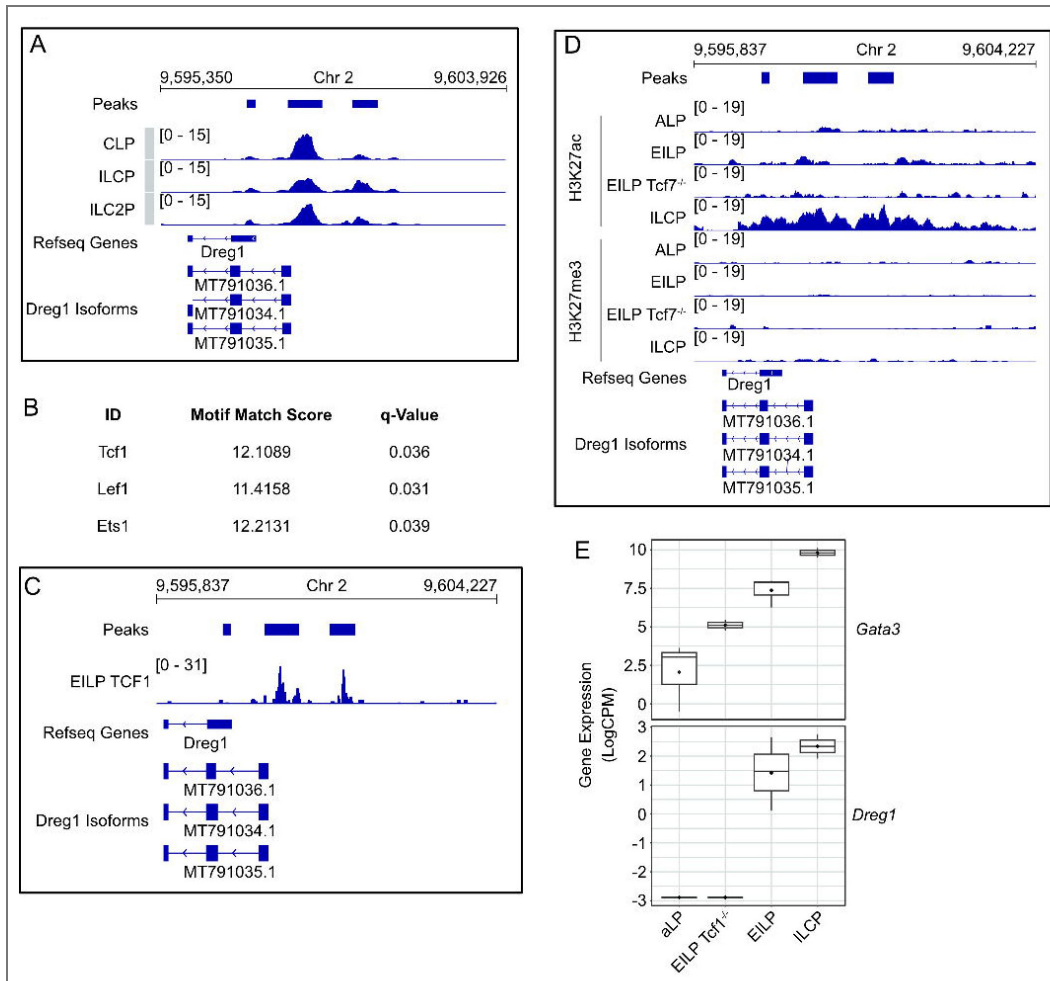 A
9,595,350 Chr 2 9,603,926
Peaks
CLP [0 - 15]
ILCP [0 - 15]
ILC2P [0 - 15]
Refseq Genes
Dreg1
MT791036.1
Dreg1 Isoforms
MT791034.1
MT791035.1
B
ID Motif Match Score q-Value
Tcf1 12.1089 0.036
Lef1 11.4158 0.031
Ets1 12.2131 0.039
C
9,595,837 Chr 2 9,604,227
Peaks
EILP TCF1 [0 - 31]
Refseq Genes
Dreg1
MT791036.1
Dreg1 Isoforms
MT791034.1
MT791035.1
D
9,595,837 Chr 2 9,604,227
Peaks
H3K27ac
ALP [0 - 19]
EILP [0 - 19]
EILP Tcf7-/- [0 - 19]
ILCP [0 - 19]
H3K27me3
ALP [0 - 19]
EILP [0 - 19]
EILP Tcf7-/- [0 - 19]
ILCP [0 - 19]
Refseq Genes
Dreg1
MT791036.1
Dreg1 Isoforms
MT791034.1
MT791035.1
E
Gene Expression
(LogCPM)
10
7.5
5
2.5
0
Gata3
3
2
1
0
-1
-2
-3
Dreg1
aLP
EILP Tcf1-/-
EILP
ILCP